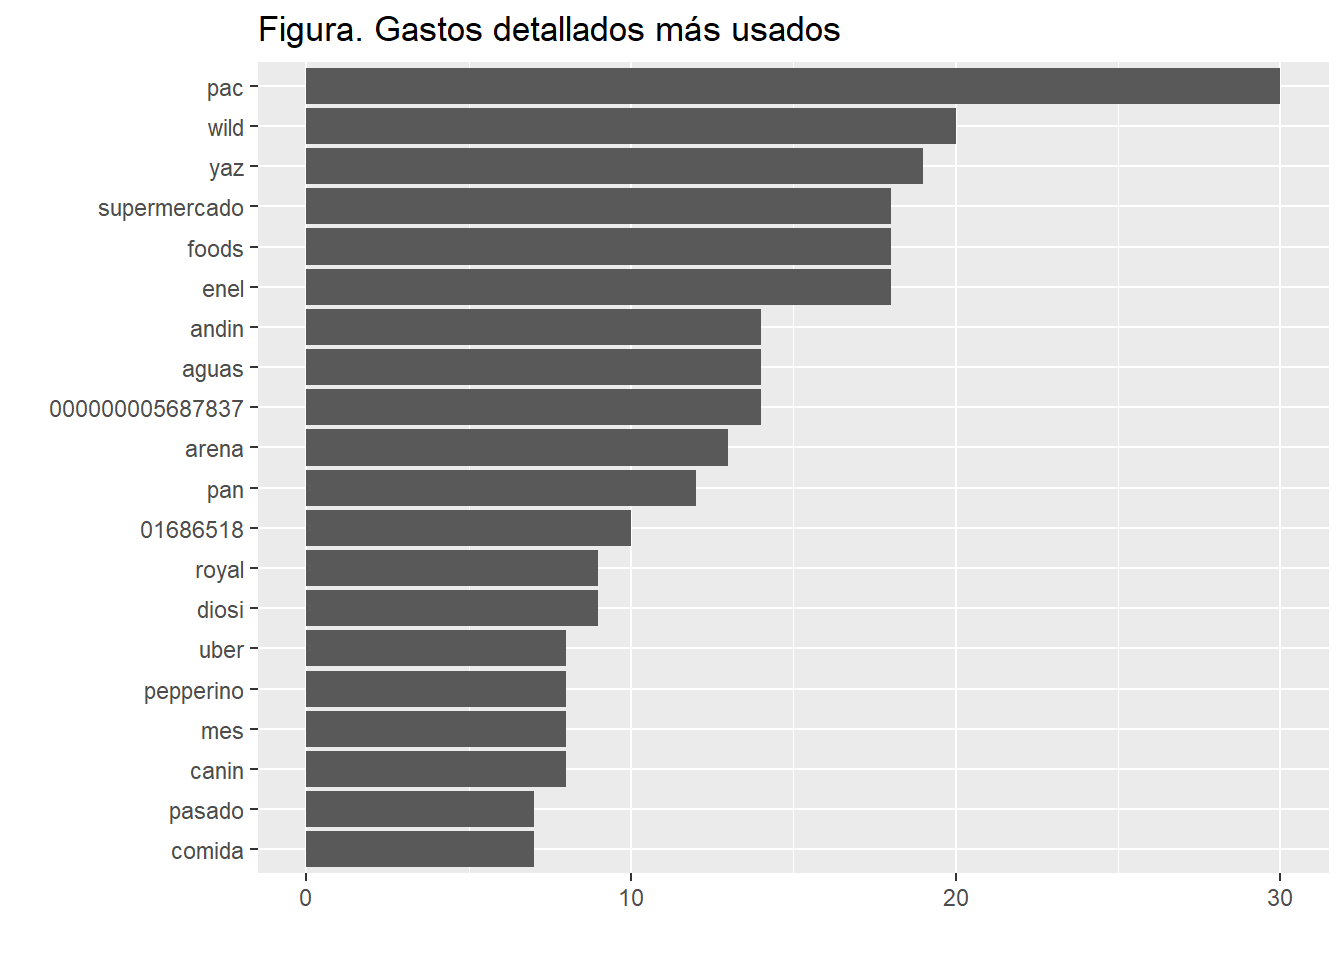 Figura. Gastos detallados más usados
pac
wild
yaz
supermercado
foods
enel
andin
aguas
000000005687837
arena
pan
01686518
royal
diosi
uber
pepperino
mes
canin
pasado
comida
0 10 20 30